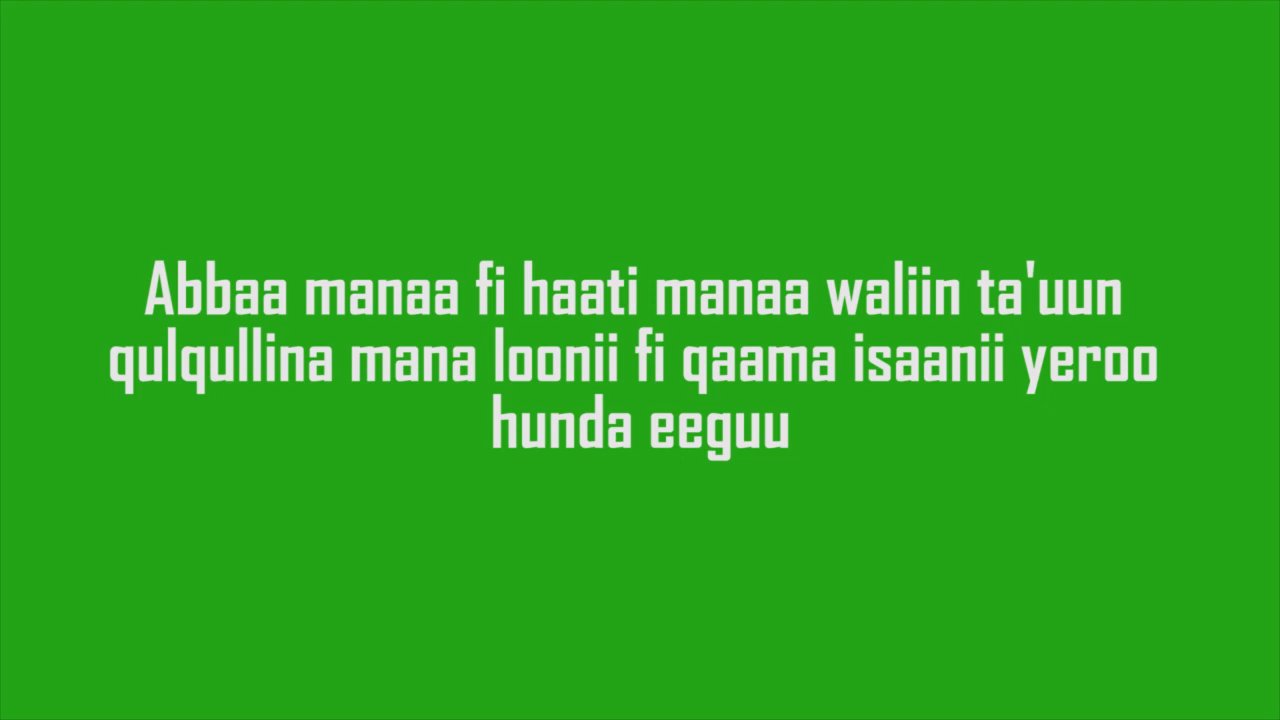 Abbaa manaa fi haati manaa waliin ta'uun
qulqullina mana loonii fi qaama isaanii yeroo
hunda eeguu